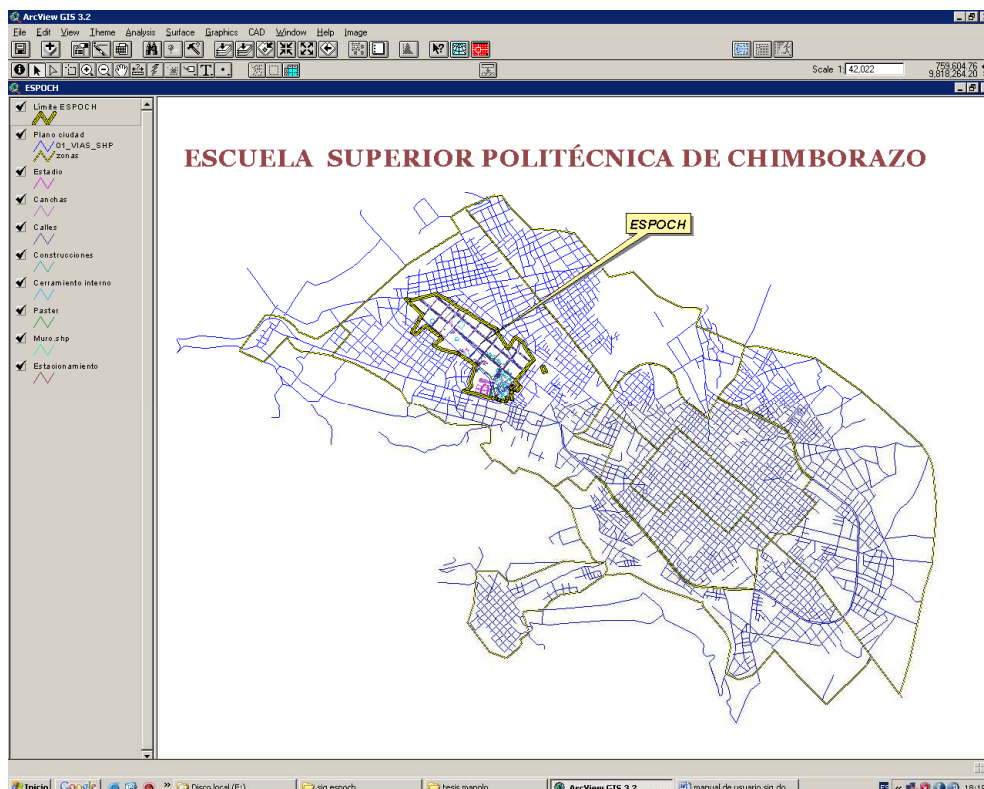 ArcView GIS 3.2
File Edit View Theme Analysis Surface Graphics CAD Window Help Image
Scale 1: 42,022
759,604.76
9,818,264.20
ESPOCH
Límite ESPOCH
Plano ciudad
01_VIAS_SHP
zonas
Estadio
Canchas
Calles
Construcciones
Cerramiento interno
Paster
Muro.shp
Estacionamiento
ESCUELA SUPERIOR POLITÉCNICA DE CHIMBORAZO
ESPOCH
Inicio
Google
Disco local (E:)
sig espoch
tesis manolo
ArcView GIS 3.2
manual de usuario sig do...
ES
18:19